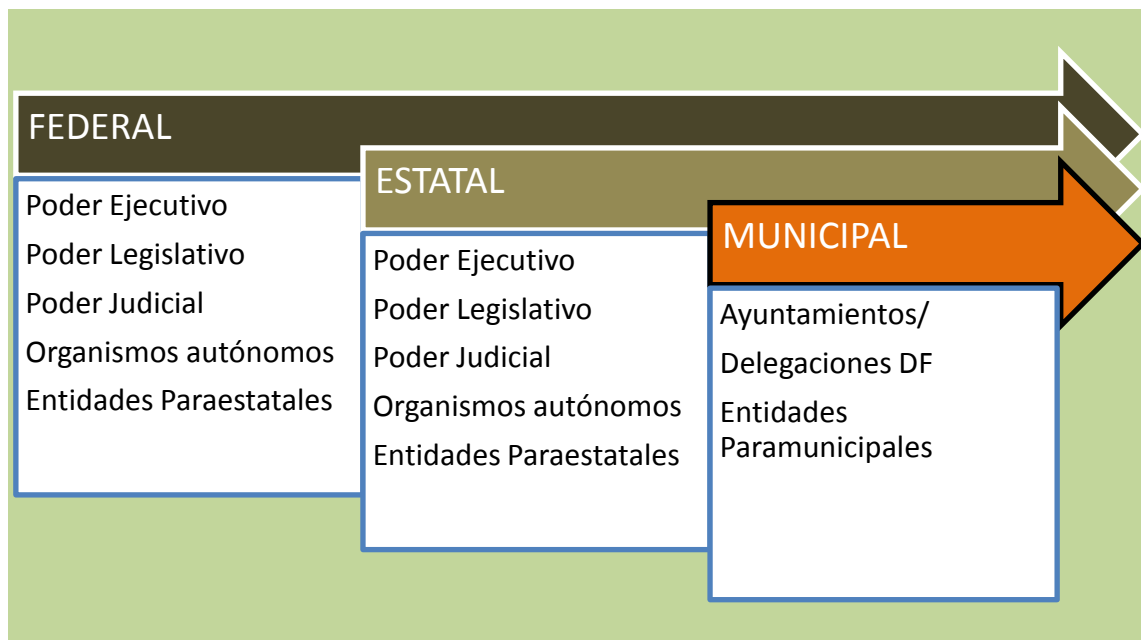 FEDERAL
Poder Ejecutivo
Poder Legislativo
Poder Judicial
Organismos autónomos
Entidades Paraestatales
ESTATAL
Poder Ejecutivo
Poder Legislativo
Poder Judicial
Organismos autónomos
Entidades Paraestatales
MUNICIPAL
Ayuntamientos/
Delegaciones DF
Entidades
Paramunicipales